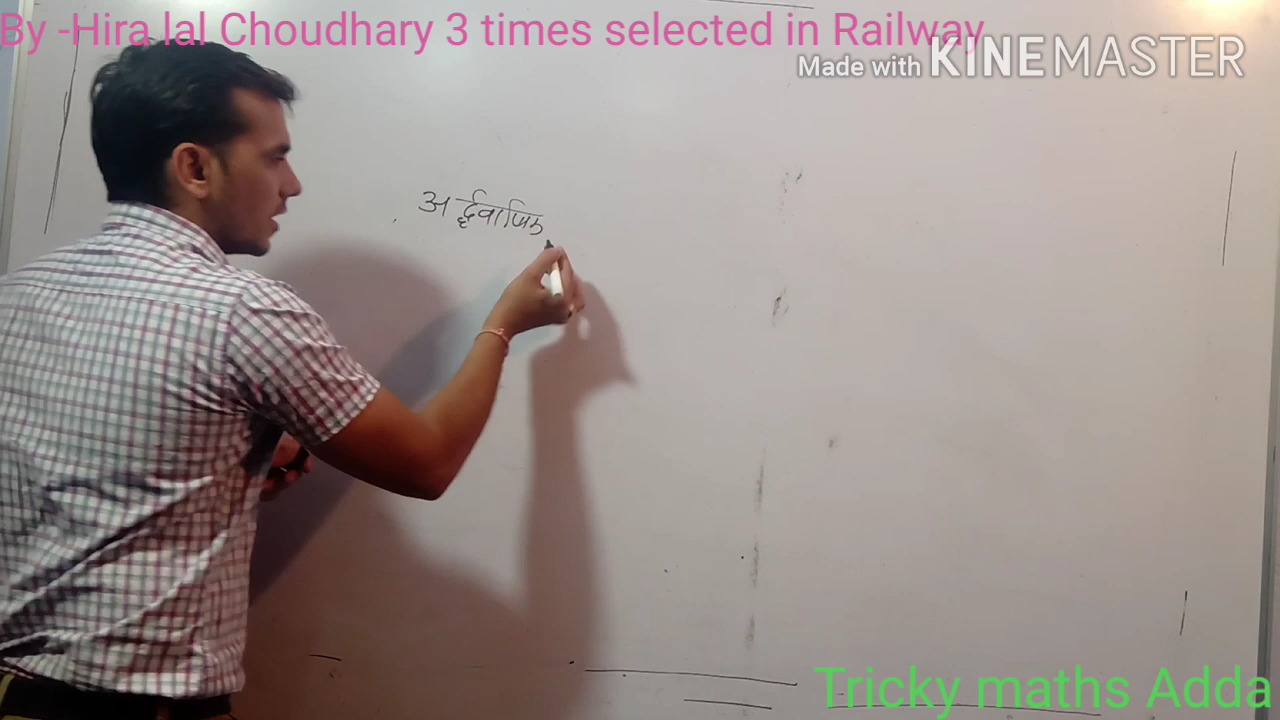 By -Hira lal Choudhary 3 times selected in Railway
Made with KINEMASTER
अर्द्धवार्षिक
Tricky maths Adda